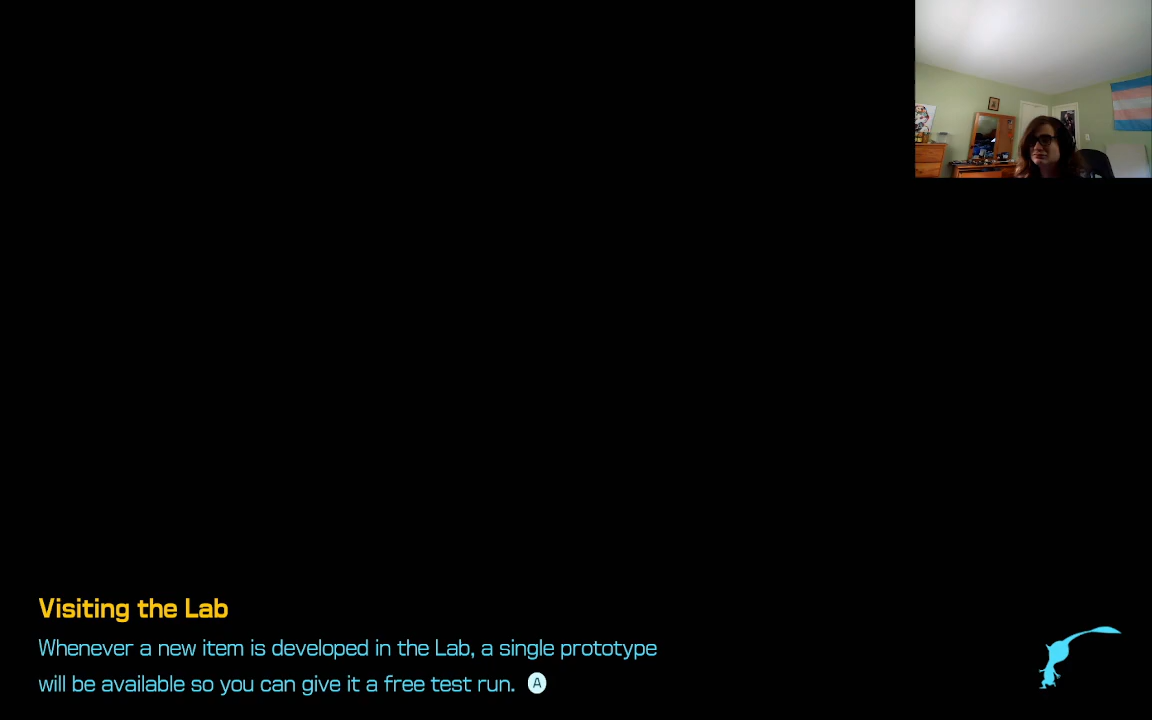 Visiting the Lab
Whenever a new item is developed in the Lab, a single prototype
will be available so you can give it a free test run. A